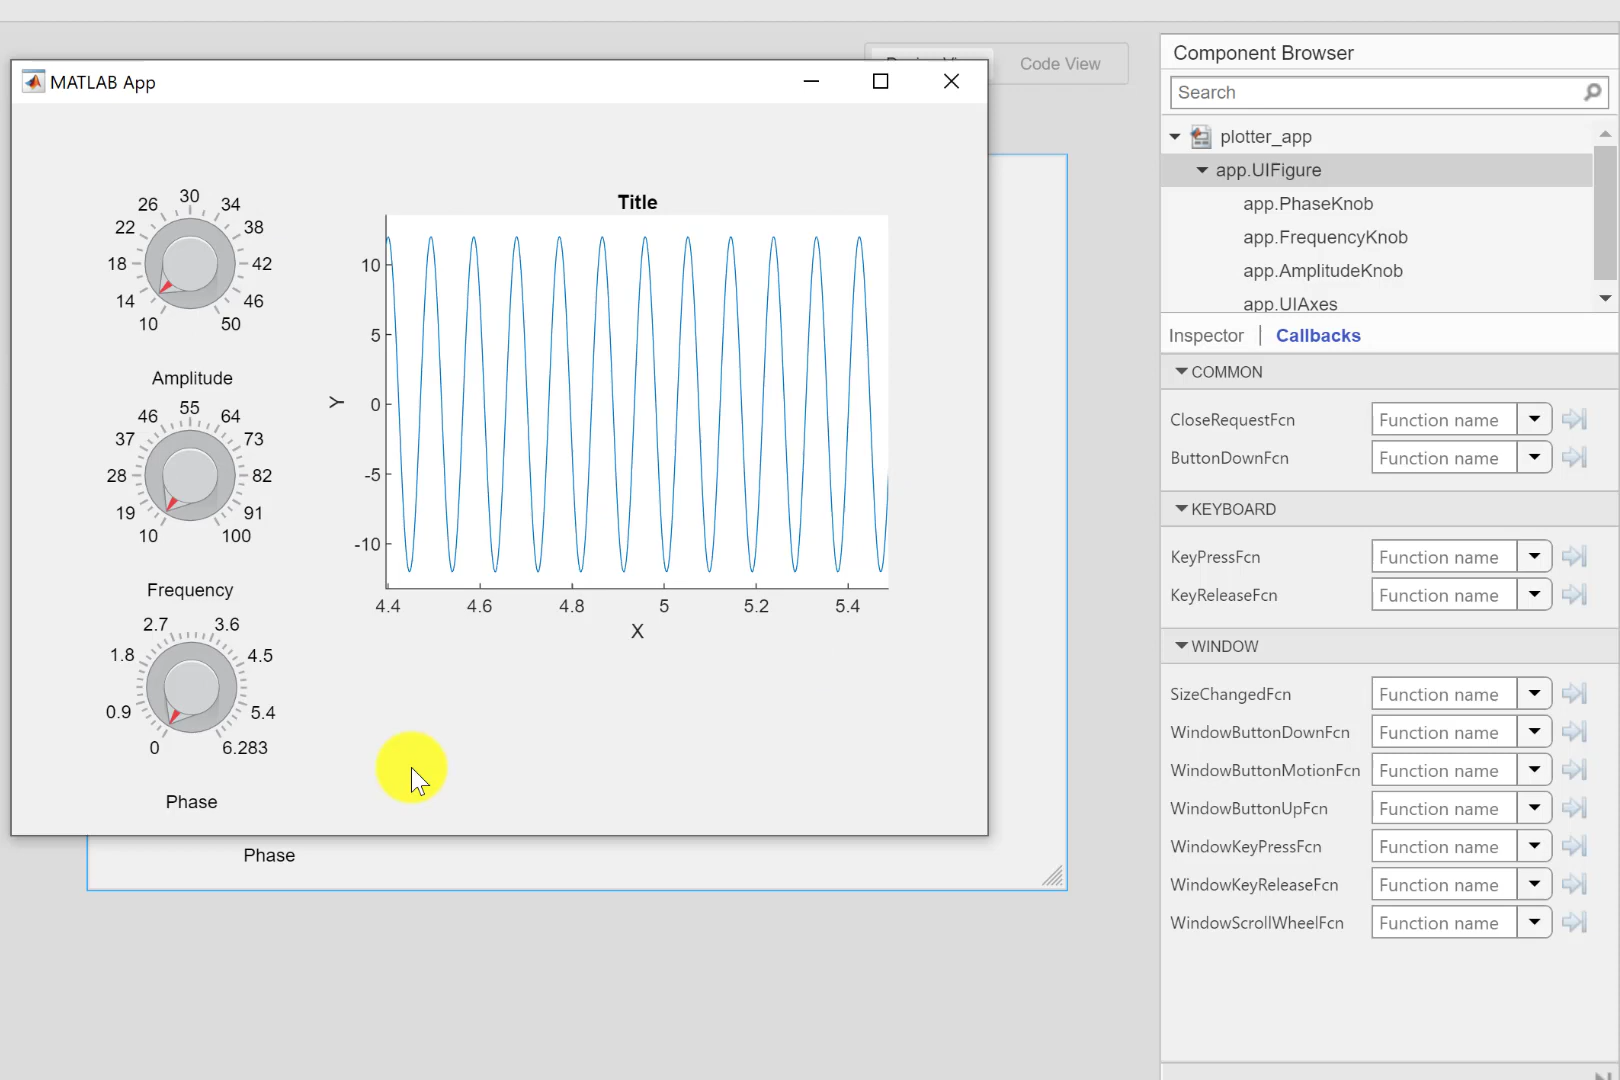 MATLAB App
Code View
10
14
18
22
26
30
34
38
42
46
50
Amplitude
10
19
28
37
46
55
64
73
82
91
100
Frequency
0
0.9
1.8
2.7
3.6
4.5
5.4
6.283
Phase
Title
Y
10
5
0
-5
-10
4.4
4.6
4.8
5
5.2
5.4
X
Phase
Component Browser
Search
plotter_app
app.UIFigure
app.PhaseKnob
app.FrequencyKnob
app.AmplitudeKnob
app.UIAxes
Inspector | Callbacks
COMMON
CloseRequestFcn Function name
ButtonDownFcn Function name
KEYBOARD
KeyPressFcn Function name
KeyReleaseFcn Function name
WINDOW
SizeChangedFcn Function name
WindowButtonDownFcn Function name
WindowButtonMotionFcn Function name
WindowButtonUpFcn Function name
WindowKeyPressFcn Function name
WindowKeyReleaseFcn Function name
WindowScrollWheelFcn Function name